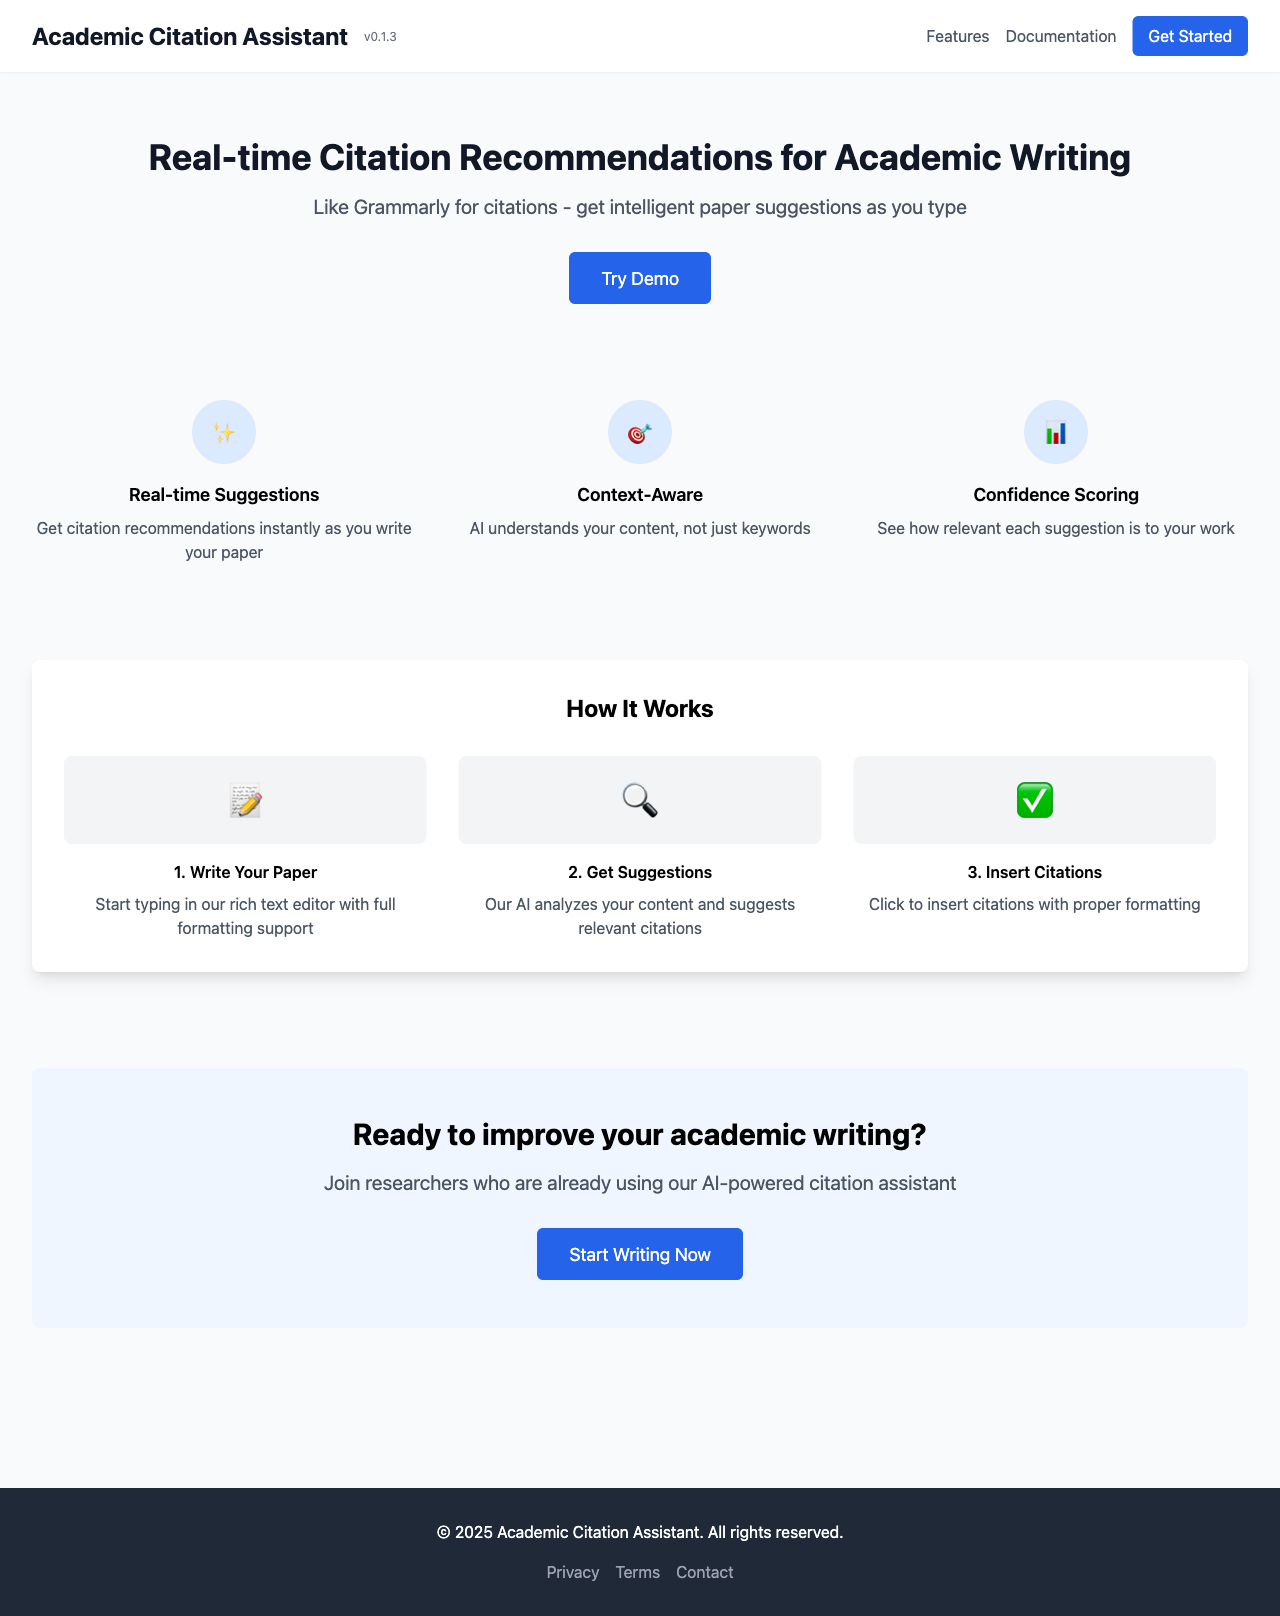 Academic Citation Assistant v0.1.3 Features Documentation Get Started
Real-time Citation Recommendations for Academic Writing
Like Grammarly for citations - get intelligent paper suggestions as you type
Try Demo
Real-time Suggestions
Get citation recommendations instantly as you write
your paper
Context-Aware
AI understands your content, not just keywords
Confidence Scoring
See how relevant each suggestion is to your work
How It Works
1. Write Your Paper
Start typing in our rich text editor with full
formatting support
2. Get Suggestions
Our AI analyzes your content and suggests
relevant citations
3. Insert Citations
Click to insert citations with proper formatting
Ready to improve your academic writing?
Join researchers who are already using our AI-powered citation assistant
Start Writing Now
© 2025 Academic Citation Assistant. All rights reserved.
Privacy Terms Contact